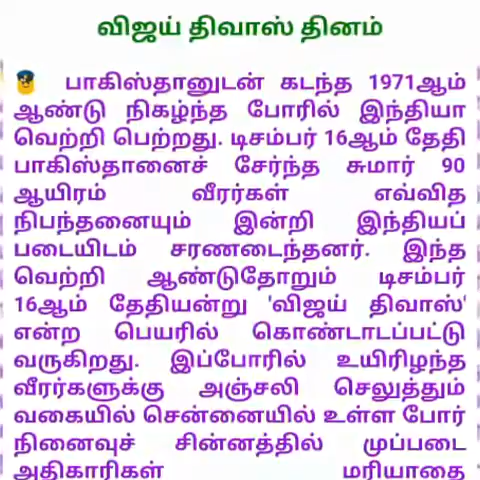 விஜய் திவாஸ் தினம்
பாகிஸ்தானுடன் கடந்த 1971ஆம்
ஆண்டு நிகழ்ந்த போரில் இந்தியா
வெற்றி பெற்றது. டிசம்பர் 16ஆம் தேதி
பாகிஸ்தானைச் சேர்ந்த சுமார் 90
ஆயிரம் வீரர்கள் எவ்வித
நிபந்தனையும் இன்றி இந்தியப்
படையிடம் சரணடைந்தனர். இந்த
வெற்றி ஆண்டுதோறும் டிசம்பர்
16ஆம் தேதியன்று 'விஜய் திவாஸ்'
என்ற பெயரில் கொண்டாடப்பட்டு
வருகிறது. இப்போரில் உயிரிழந்த
வீரர்களுக்கு அஞ்சலி செலுத்தும்
வகையில் சென்னையில் உள்ள போர்
நினைவுச் சின்னத்தில் முப்படை
அதிகாரிகள் மரியாதை